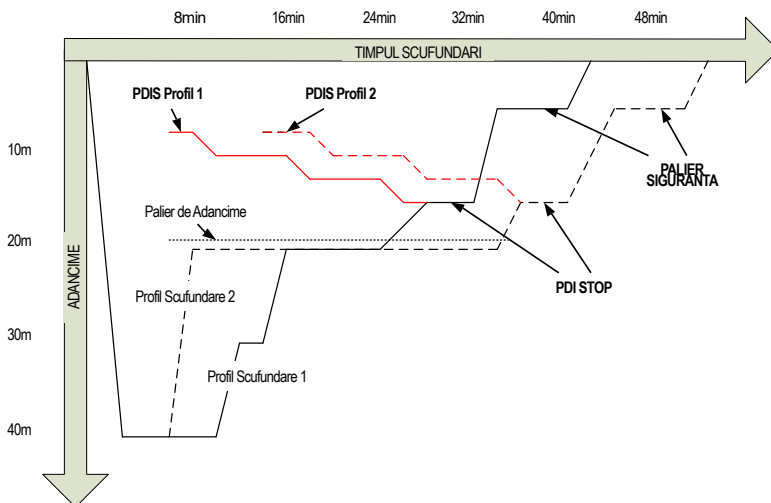 8min 16min 24min 32min 40min 48min
TIMPUL SCUFUNDARI
PDIS Profil 1 PDIS Profil 2
10m
PALIER
SIGURANTA
Palier de Adancime
20m
ADANCIME
PDI STOP
Profil Scufundare 2
30m
Profil Scufundare 1
40m